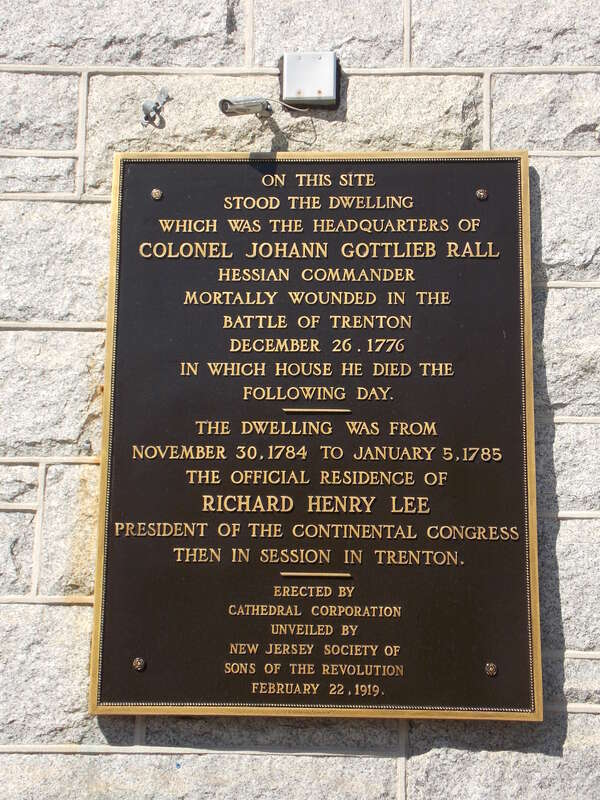 ON THIS SITE
STOOD THE DWELLING
WHICH WAS THE HEADQUARTERS OF
COLONEL JOHANN GOTTLIEB RALL
HESSIAN COMMANDER
MORTALLY WOUNDED IN THE
BATTLE OF TRENTON
DECEMBER 26.1776
IN WHICH HOUSE HE DIED THE
FOLLOWING DAY.
THE DWELLING WAS FROM
NOVEMBER 30,1784 TO JANUARY 5,1785
THE OFFICIAL RESIDENCE OF
RICHARD HENRY LEE
PRESIDENT OF THE CONTINENTAL CONGRESS
THEN IN SESSION IN TRENTON.
ERECTED BY
CATHEDRAL CORPORATION
UNVEILED BY
NEW JERSEY SOCIETY OF
SONS OF THE REVOLUTION
FEBRUARY 22,1919.